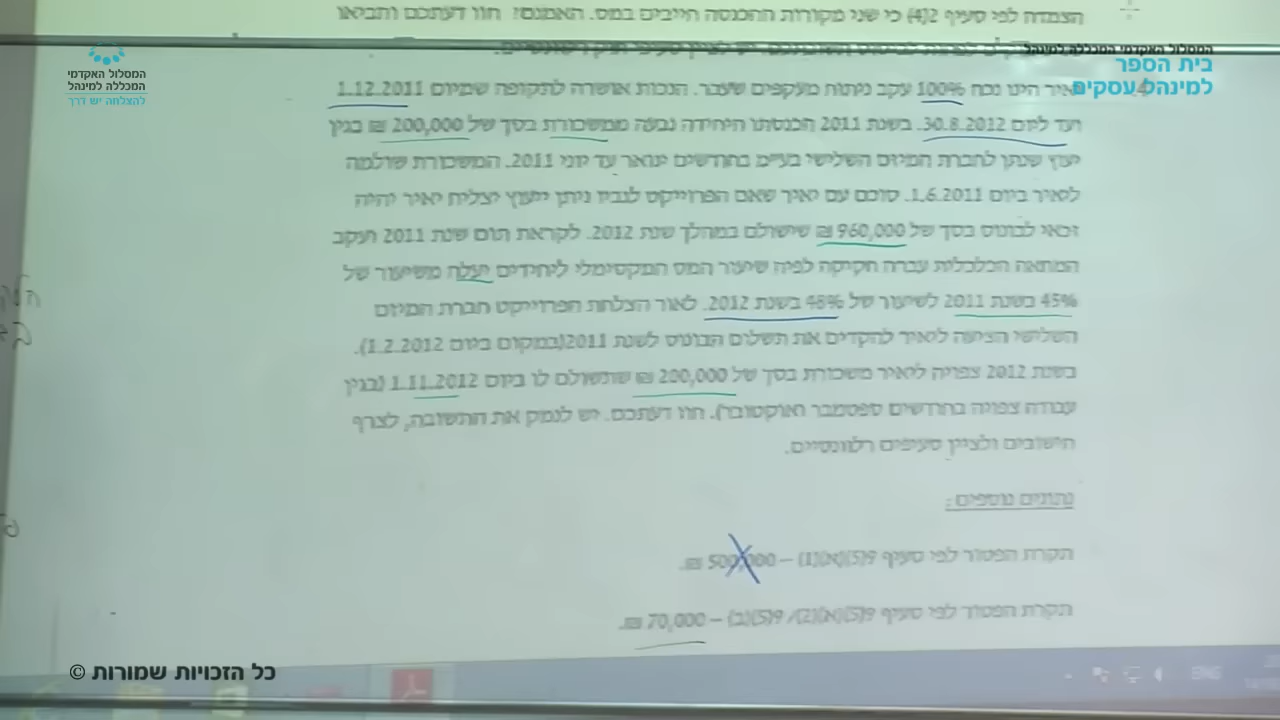 הצמדה לפי סעיף 2(4) כי שני מקורות ההכנסה חייבים במס. האמנם? חוו דעתכם ותביאו
המסלול האקדמי המכללה למינהל
בית הספר
למינהל עסקים
המסלול האקדמי
המכללה למינהל
להצלחה יש דרך
יאיר הינו נכה 100% עקב ניתוח מעקפים שעבר. הנכות אושרה לתקופה שמיום 1.12.2011
ועד ליום 30.8.2012. בשנת 2011 הכנסתו היחידה נבעה ממשכורת בסך של 200,000 ₪ בגין
יעוץ שנתן לחברת המיזם השלישי בע״מ בחודשים ינואר עד יוני 2011. המשכורת שולמה
ליאיר ביום 1.6.2011. סוכם עם יאיר שאם הפרוייקט לגביו ניתן ייעוץ יצליח יאיר יהיה
זכאי לבונוס בסך של 960,000 ₪ שישולם במהלך שנת 2012. לקראת תום שנת 2011 ועקב
המחאה הכלכלית עברה חקיקה לפיה שיעור המס המקסימלי ליחידים יעלה משיעור של
45% בשנת 2011 לשיעור של 48% בשנת 2012. לאור הצלחת הפרוייקט חברת המיזם
השלישי הציעה ליאיר להקדים את תשלום הבונוס לשנת 2011(במקום ביום 1.2.2012).
בשנת 2012 צפויה ליאיר משכורת בסך של 200,000 ₪ שתשולם לו ביום 1.11.2012 (בגין
עבודה צפויה בחודשים ספטמבר ואוקטובר). חוו דעתכם. יש לנמק את התשובה, לצרף
חישובים ולציין סעיפים רלוונטיים.
נתונים נוספים:
תקרת הפטור לפי סעיף 9(5)(א)(1) – 500,000 ₪.
תקרת הפטור לפי סעיף 9(5)(א)(2)/ 9(5)(ב) – 70,000 ₪.
כל הזכויות שמורות ©
ENG